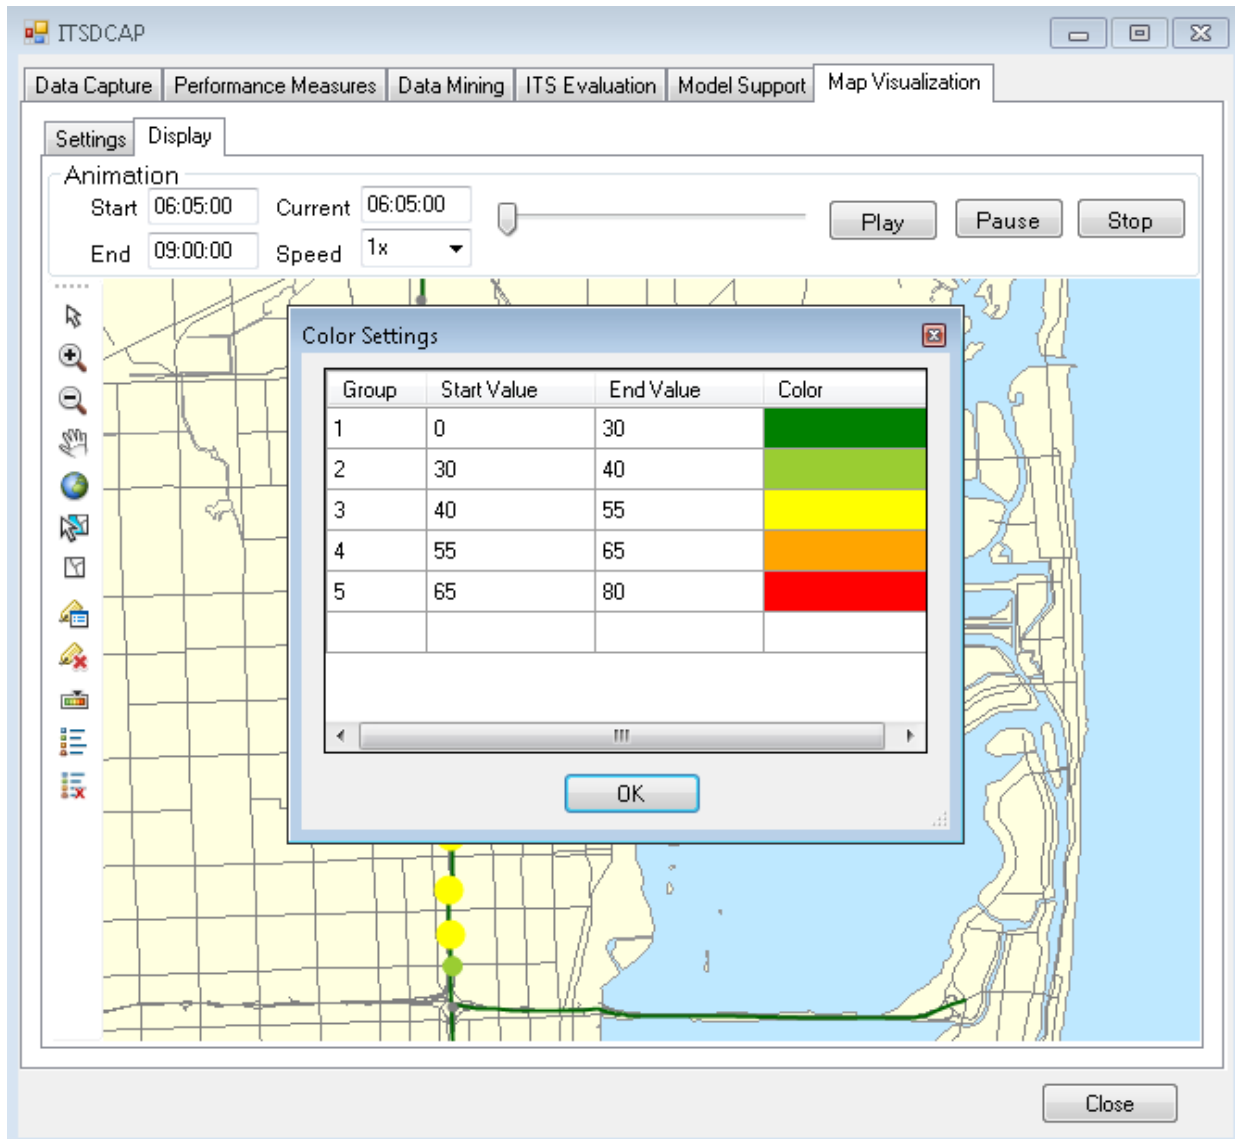 ITSDCAP
Data Capture Performance Measures Data Mining ITS Evaluation Model Support Map Visualization
Settings Display
Animation
Start 06:05:00 Current 06:05:00 Play Pause Stop
End 09:00:00 Speed 1x
Color Settings
Group Start Value End Value Color
1 0 30
2 30 40
3 40 55
4 55 65
5 65 80
OK
Close